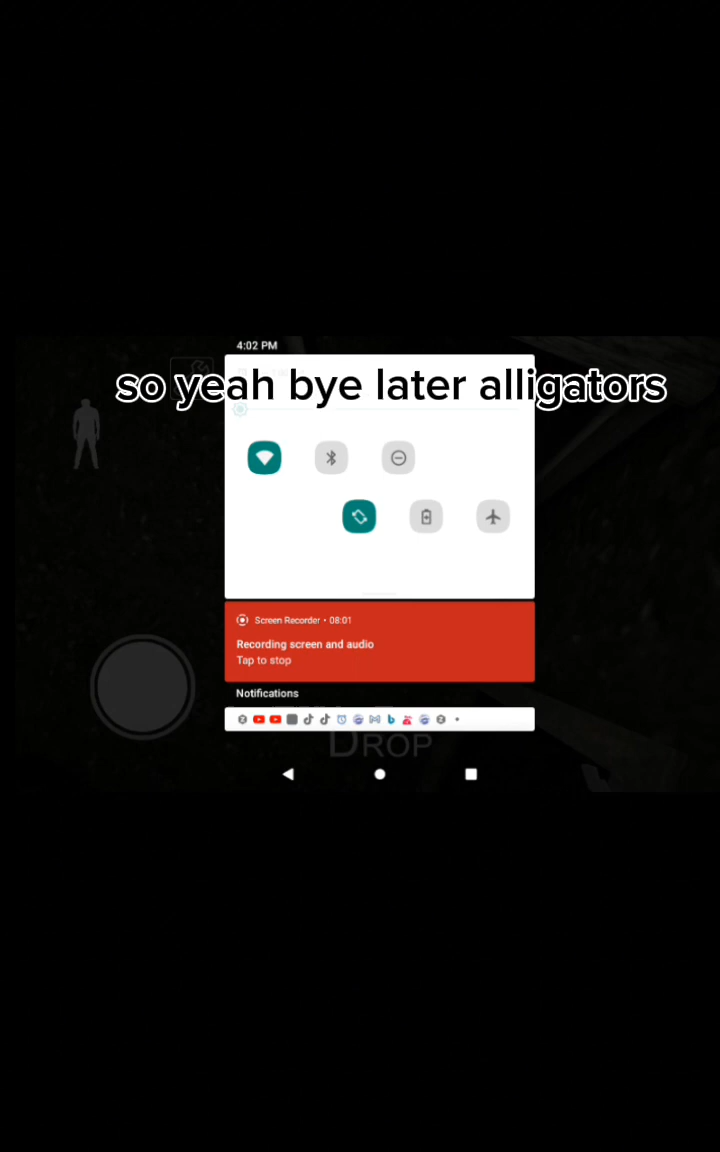 4:02 PM
so yeah bye later alligators
Screen Recorder • 08:01
Recording screen and audio
Tap to stop
Notifications
DROP